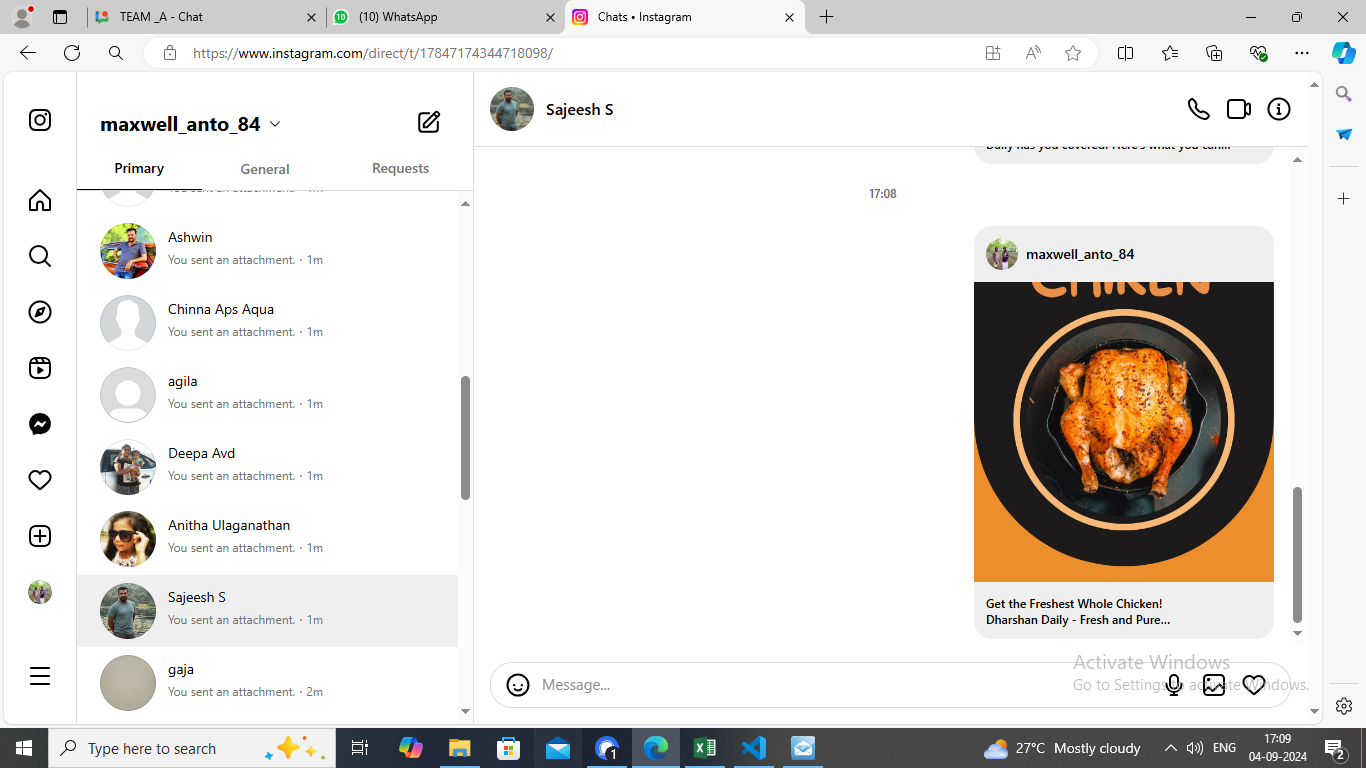 TEAM _A - Chat
(10) WhatsApp
Chats • Instagram
https://www.instagram.com/direct/t/17847174344718098/
maxwell_anto_84
Primary
General
Requests
Ashwin
You sent an attachment. · 1m
Chinna Aps Aqua
You sent an attachment. · 1m
agila
You sent an attachment. · 1m
Deepa Avd
You sent an attachment. · 1m
Anitha Ulaganathan
You sent an attachment. · 1m
Sajeesh S
You sent an attachment. · 1m
gaja
You sent an attachment. · 2m
Sajeesh S
Daily has you covered! Here's what you can...
17:08
maxwell_anto_84
Get the Freshest Whole Chicken!
Dharshan Daily - Fresh and Pure...
Message...
Activate Windows
Go to Settings to activate Windows.
Type here to search
27°C Mostly cloudy
ENG
17:09
04-09-2024
2